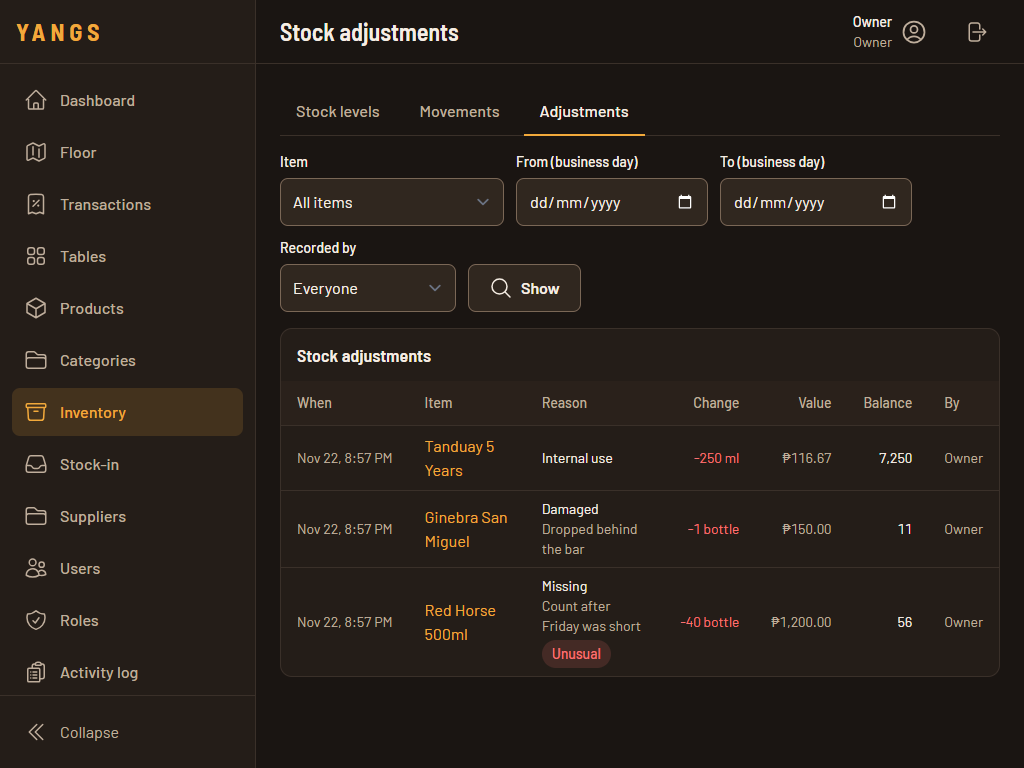 YANGS
Stock adjustments
Owner
Owner
Dashboard
Floor
Transactions
Tables
Products
Categories
Inventory
Stock-in
Suppliers
Users
Roles
Activity log
Collapse
Stock levels Movements Adjustments
Item From (business day) To (business day)
All items dd/mm/yyyy dd/mm/yyyy
Recorded by
Everyone Show
Stock adjustments
When Item Reason Change Value Balance By
Nov 22, 8:57 PM Tanduay 5 Years Internal use -250 ml ₱116.67 7,250 Owner
Nov 22, 8:57 PM Ginebra San Miguel Damaged -1 bottle ₱150.00 11 Owner
Dropped behind
the bar
Nov 22, 8:57 PM Red Horse 500ml Missing -40 bottle ₱1,200.00 56 Owner
Count after
Friday was short
Unusual